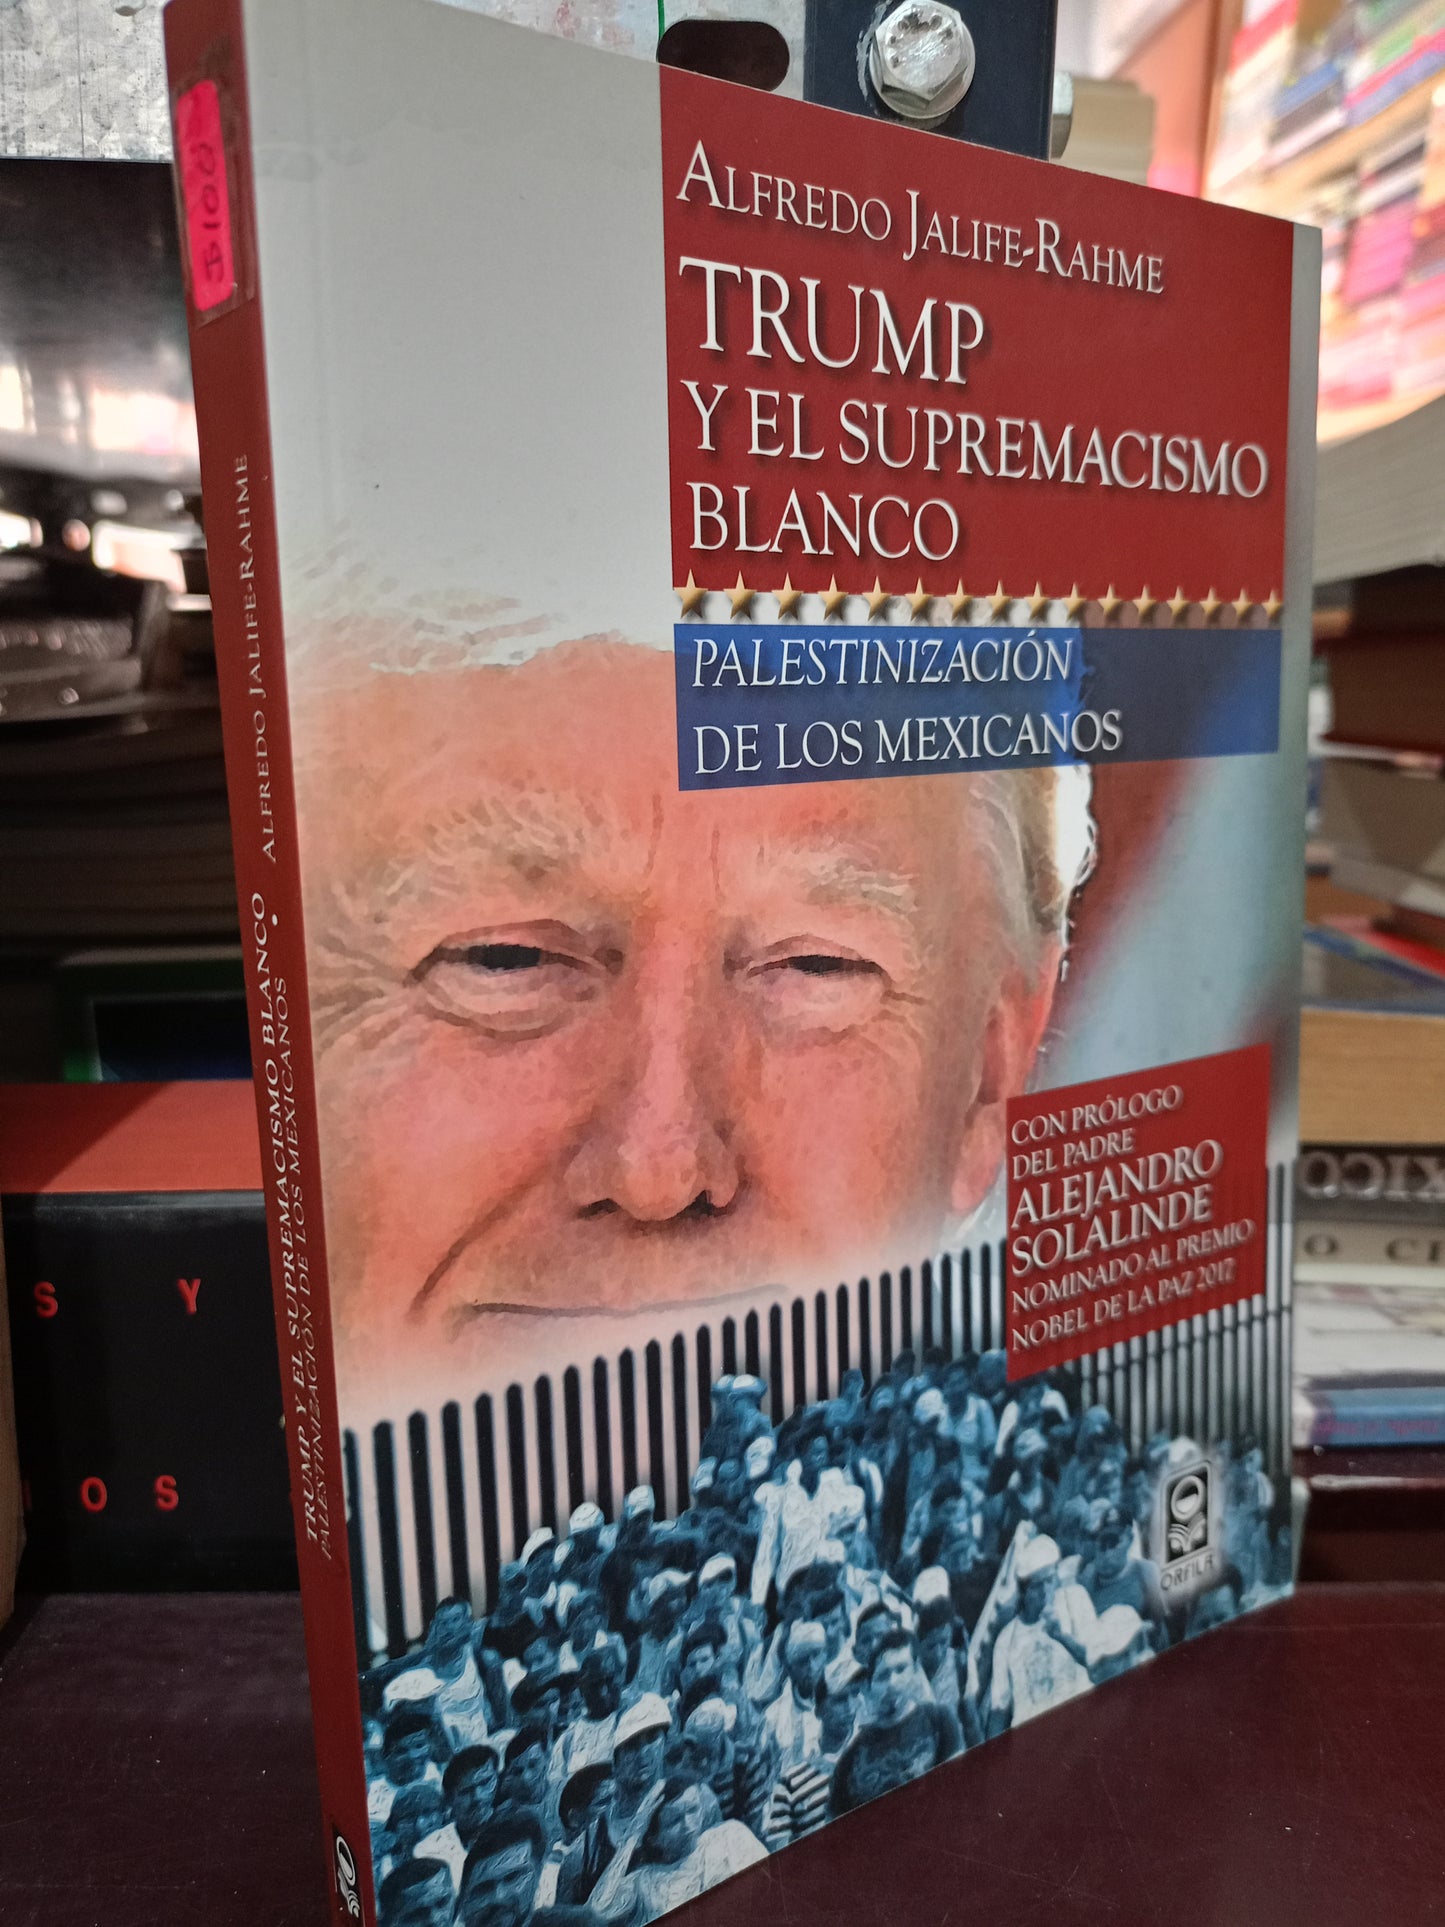 ALFREDO JALIFE-RAHME
TRUMP
Y EL SUPREMACISMO
BLANCO
PALESTINIZACIÓN
DE LOS MEXICANOS
CON PRÓLOGO
DEL PADRE
ALEJANDRO
SOLALINDE
NOMINADO AL PREMIO
NOBEL DE LA PAZ 2017
ORFILA
TRUMP Y EL SUPREMACISMO BLANCO
PALESTINIZACIÓN DE LOS MEXICANOS
• ALFREDO JALIFE-RAHME
S Y
OS